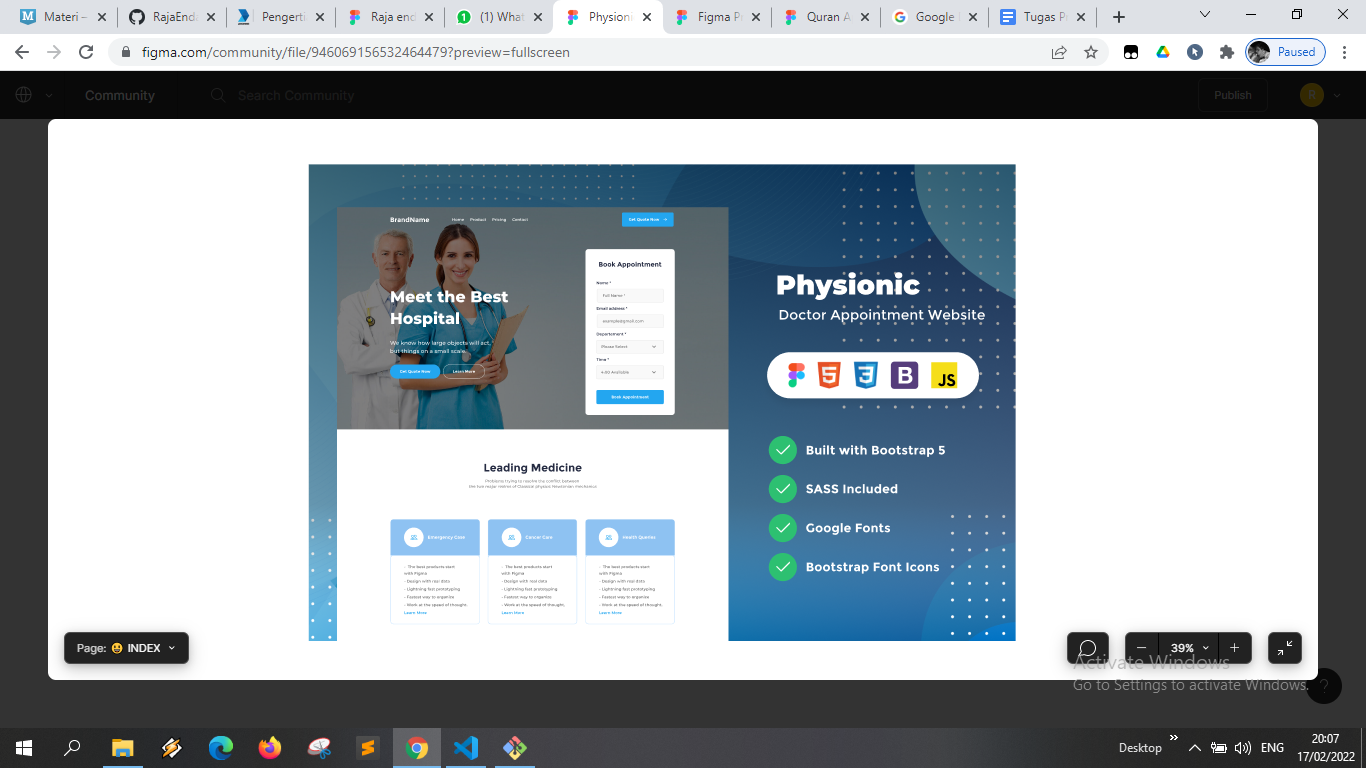 Materi –
RajaEnda
Pengerti
Raja end
(1) What
Physioni
Figma Pr
Quran A
Google
Tugas Pr
figma.com/community/file/946069156532464479?preview=fullscreen
Paused
Community
Search Community
Publish
R
BrandName
Home Product Pricing Contact
Get Quote Now
Meet the Best
Hospital
We know how large objects will act,
but things on a small scale.
Get Quote Now
Learn More
Book Appointment
Name *
Full Name *
Email address *
example@gmail.com
Departement *
Please Select
Time *
4:00 Available
Book Appointment
Leading Medicine
Problems trying to resolve the conflict between
the two major realms of Classical physics: Newtonian mechanics
Emergency Case
- The best products start
with Figma
- Design with real data
- Lightning fast prototyping
- Fastest way to organize
- Work at the speed of thought.
Learn More
Cancer Care
- The best products start
with Figma
- Design with real data
- Lightning fast prototyping
- Fastest way to organize
- Work at the speed of thought.
Learn More
Health Queries
- The best products start
with Figma
- Design with real data
- Lightning fast prototyping
- Fastest way to organize
- Work at the speed of thought.
Learn More
Physionic
Doctor Appointment Website
5 3 B JS
Built with Bootstrap 5
SASS Included
Google Fonts
Bootstrap Font Icons
Page: 😀 INDEX
39%
Activate Windows
Go to Settings to activate Windows.
Desktop
ENG
20:07
17/02/2022